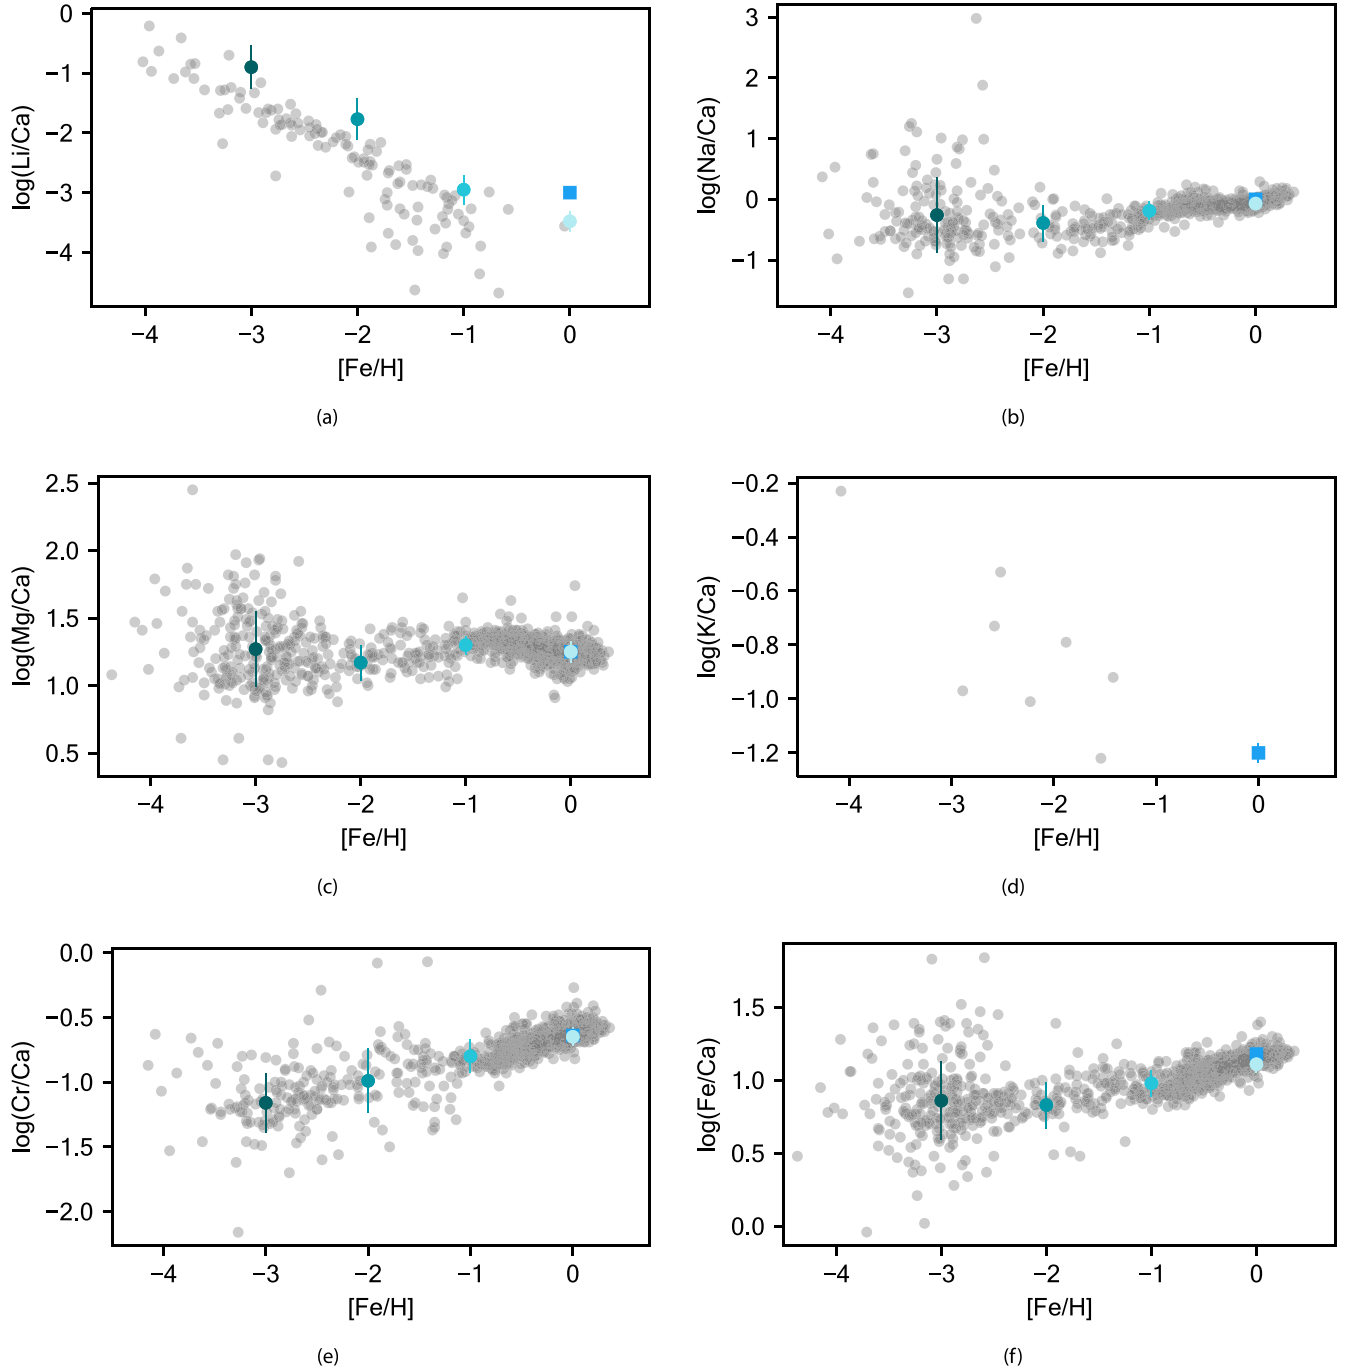 0
−1
−2
−3
−4
log(Li/Ca)
−4 −3 −2 −1 0
[Fe/H]
(a)
3
2
1
0
−1
log(Na/Ca)
−4 −3 −2 −1 0
[Fe/H]
(b)
2.5
2.0
1.5
1.0
0.5
log(Mg/Ca)
−4 −3 −2 −1 0
[Fe/H]
(c)
−0.2
−0.4
−0.6
−0.8
−1.0
−1.2
log(K/Ca)
−4 −3 −2 −1 0
[Fe/H]
(d)
0.0
−0.5
−1.0
−1.5
−2.0
log(Cr/Ca)
−4 −3 −2 −1 0
[Fe/H]
(e)
1.5
1.0
0.5
0.0
log(Fe/Ca)
−4 −3 −2 −1 0
[Fe/H]
(f)